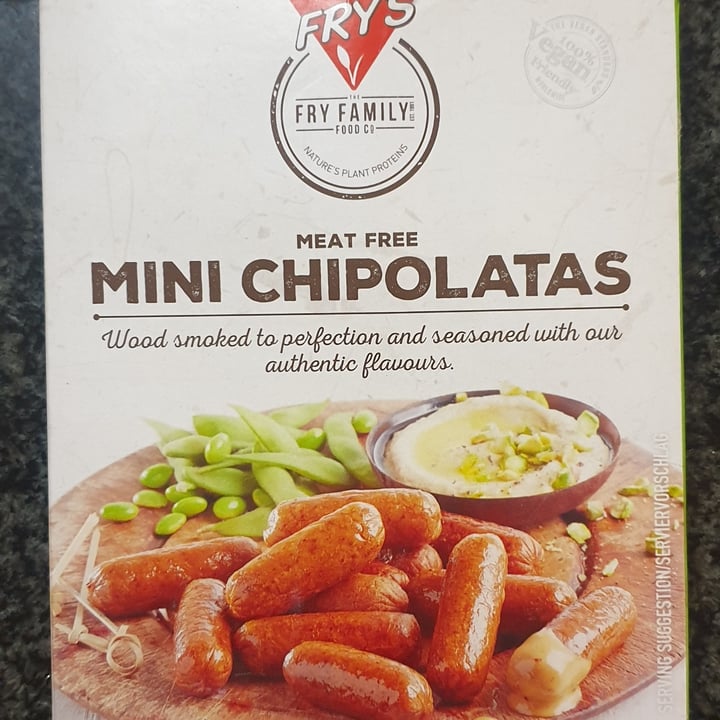 FRY'S
THE
FRY FAMILY
FOOD CO
EST.
NATURE'S PLANT PROTEINS
100%
Vegan
Friendly
MEAT FREE
MINI CHIPOLATAS
Wood smoked to perfection and seasoned with our
authentic flavours.
SERVING SUGGESTION/SERVIERVORSCHLAG